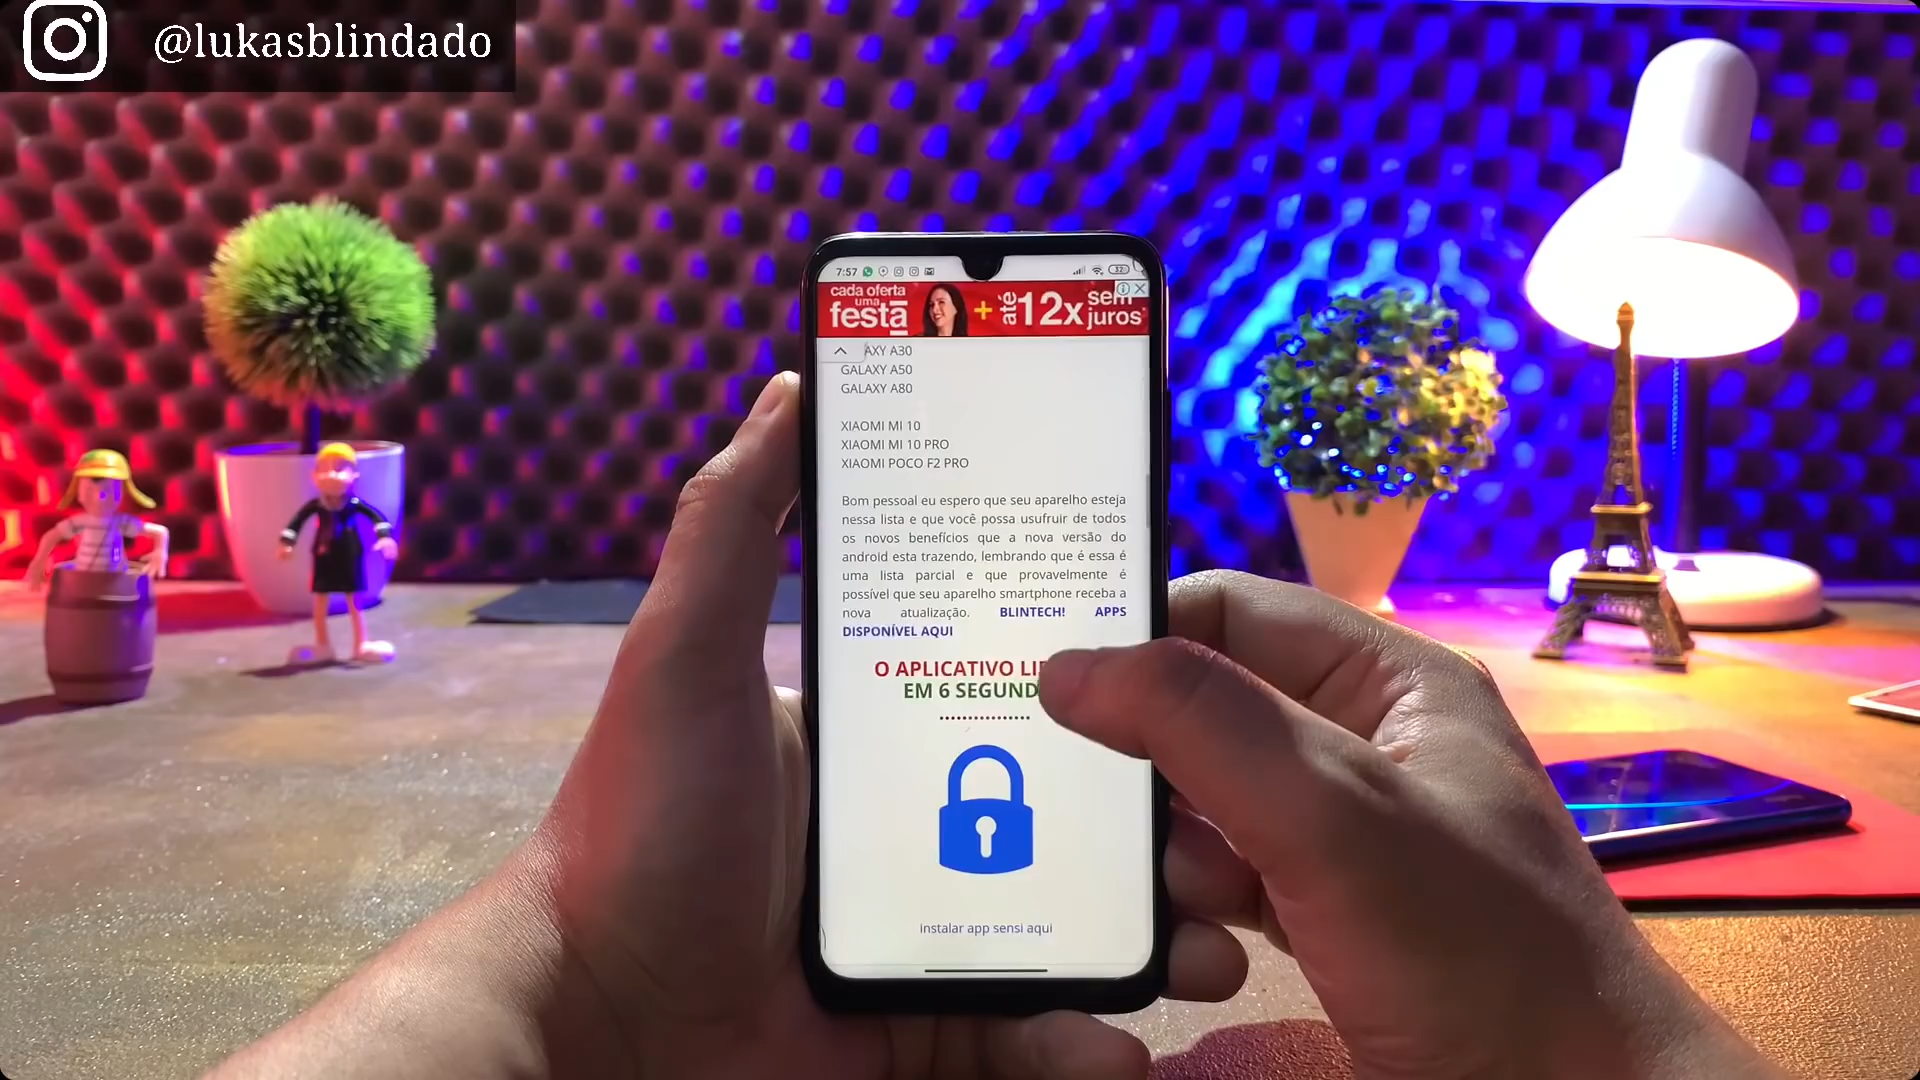 @lukasblindado
7:57
32
cada oferta
uma
festa
+
até
12x
sem
juros
AXY A30
GALAXY A50
GALAXY A80
XIAOMI MI 10
XIAOMI MI 10 PRO
XIAOMI POCO F2 PRO
Bom pessoal eu espero que seu aparelho esteja
nessa lista e que você possa usufruir de todos
os novos benefícios que a nova versão do
android esta trazendo, lembrando que é essa é
uma lista parcial e que provavelmente é
possível que seu aparelho smartphone receba a
nova atualização. BLINTECH! APPS
DISPONÍVEL AQUI
O APLICATIVO LI
EM 6 SEGUND
instalar app sensi aqui